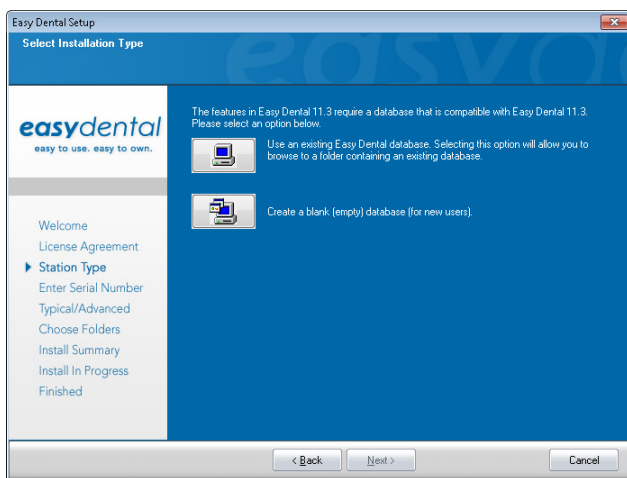 Easy Dental Setup
Select Installation Type
easydental
easydental
easy to use. easy to own.
The features in Easy Dental 11.3 require a database that is compatible with Easy Dental 11.3.
Please select an option below.
Use an existing Easy Dental database. Selecting this option will allow you to
browse to a folder containing an existing database.
Create a blank (empty) database (for new users).
Welcome
License Agreement
Station Type
Enter Serial Number
Typical/Advanced
Choose Folders
Install Summary
Install In Progress
Finished
< Back
Next >
Cancel